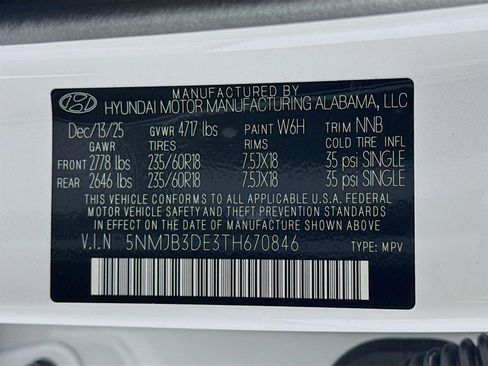 MANUFACTURED BY
HYUNDAI MOTOR MANUFACTURING ALABAMA, LLC
Dec/13/25 GVWR 4717 lbs PAINT W6H TRIM NNB
GAWR TIRES RIMS COLD TIRE INFL
FRONT 2778 lbs 235/60R18 7.5JX18 35 psi SINGLE
REAR 2646 lbs 235/60R18 7.5JX18 35 psi SINGLE
THIS VEHICLE CONFORMS TO ALL APPLICABLE U.S.A. FEDERAL
MOTOR VEHICLE SAFETY AND THEFT PREVENTION STANDARDS
IN EFFECT ON THE DATE OF MANUFACTURE SHOWN ABOVE.
V.I.N 5NMJB3DE3TH670846 TYPE: MPV